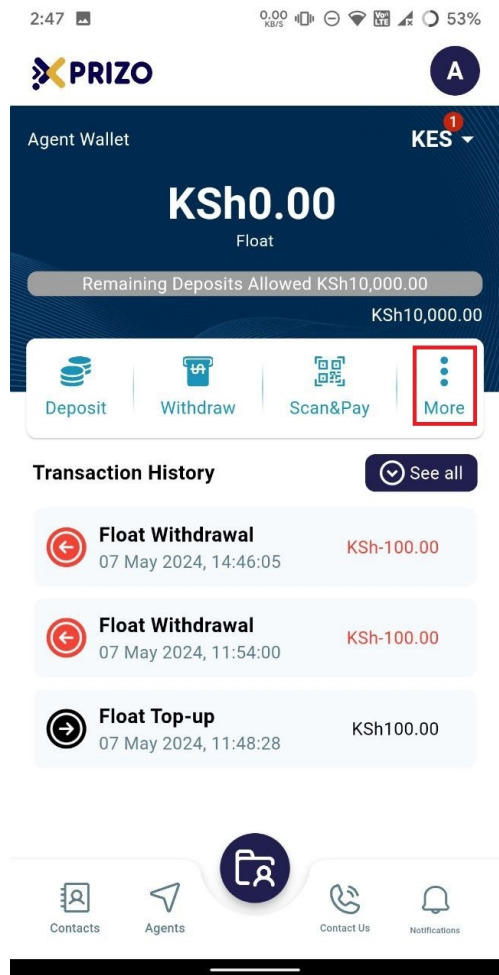 2:47 0.00 KB/S Vo)) LTE 53%
PRIZO A
Agent Wallet KES 1
KSh0.00
Float
Remaining Deposits Allowed KSh10,000.00
KSh10,000.00
Deposit Withdraw Scan&Pay More
Transaction History See all
Float Withdrawal
07 May 2024, 14:46:05 KSh-100.00
Float Withdrawal
07 May 2024, 11:54:00 KSh-100.00
Float Top-up
07 May 2024, 11:48:28 KSh100.00
Contacts Agents Contact Us Notifications